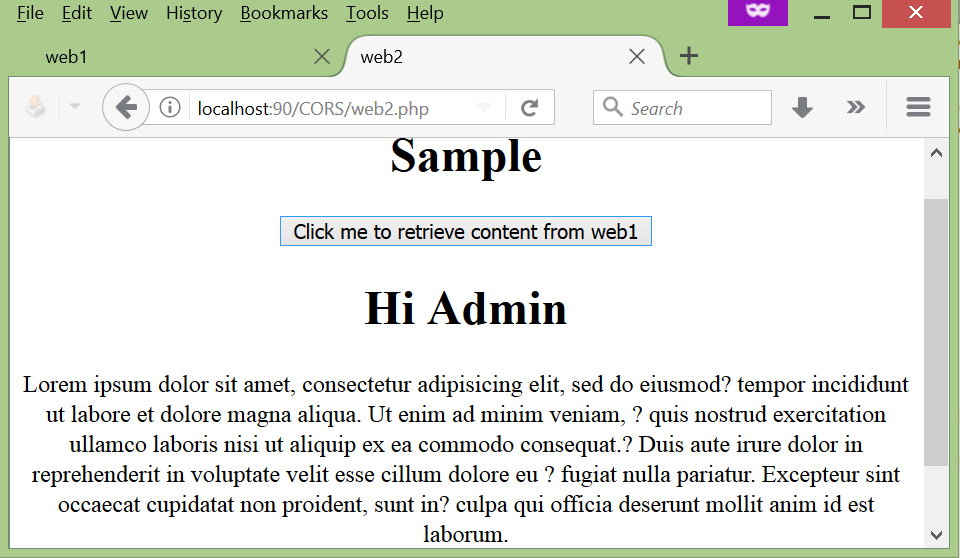 File Edit View History Bookmarks Tools Help
web1 web2
localhost:90/CORS/web2.php Search
Sample
Click me to retrieve content from web1
Hi Admin
Lorem ipsum dolor sit amet, consectetur adipisicing elit, sed do eiusmod? tempor incididunt
ut labore et dolore magna aliqua. Ut enim ad minim veniam, ? quis nostrud exercitation
ullamco laboris nisi ut aliquip ex ea commodo consequat.? Duis aute irure dolor in
reprehenderit in voluptate velit esse cillum dolore eu ? fugiat nulla pariatur. Excepteur sint
occaecat cupidatat non proident, sunt in? culpa qui officia deserunt mollit anim id est
laborum.